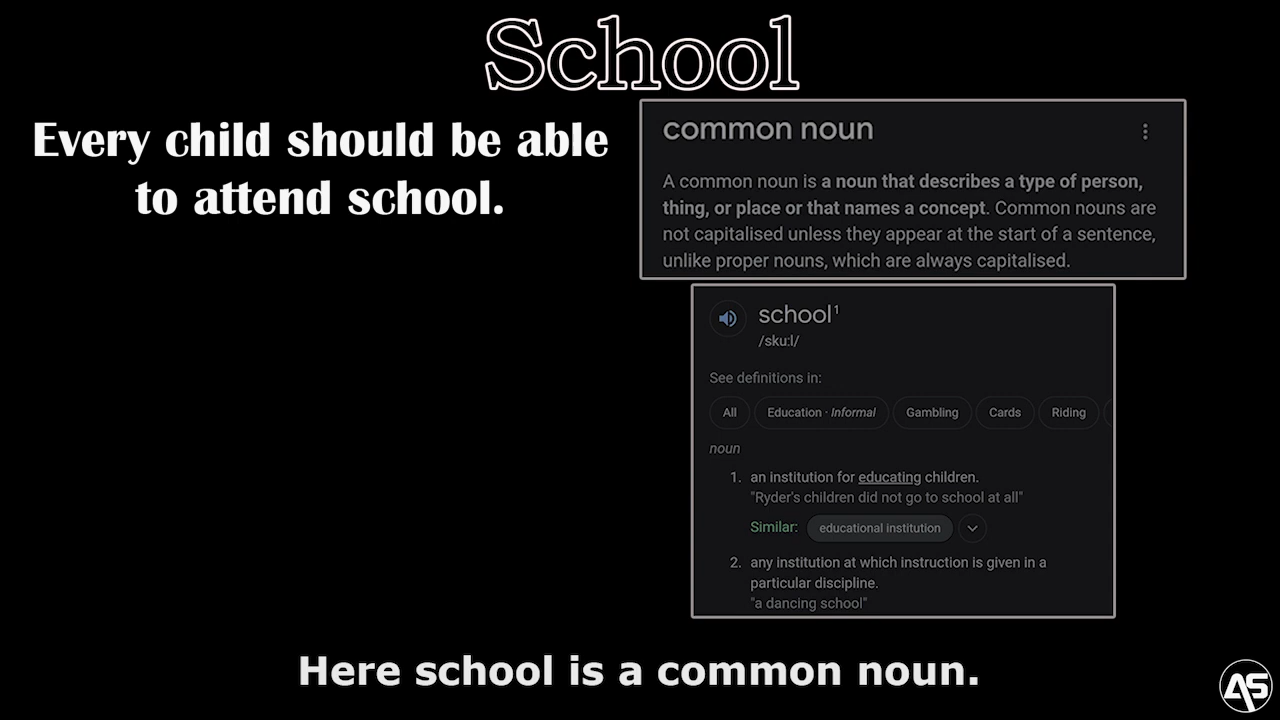 School
Every child should be able
to attend school.
common noun
A common noun is a noun that describes a type of person,
thing, or place or that names a concept. Common nouns are
not capitalised unless they appear at the start of a sentence,
unlike proper nouns, which are always capitalised.
school¹
/skuːl/
See definitions in:
All
Education · Informal
Gambling
Cards
Riding
noun
1. an institution for educating children.
"Ryder's children did not go to school at all"
Similar: educational institution
2. any institution at which instruction is given in a
particular discipline.
"a dancing school"
Here school is a common noun.
AS